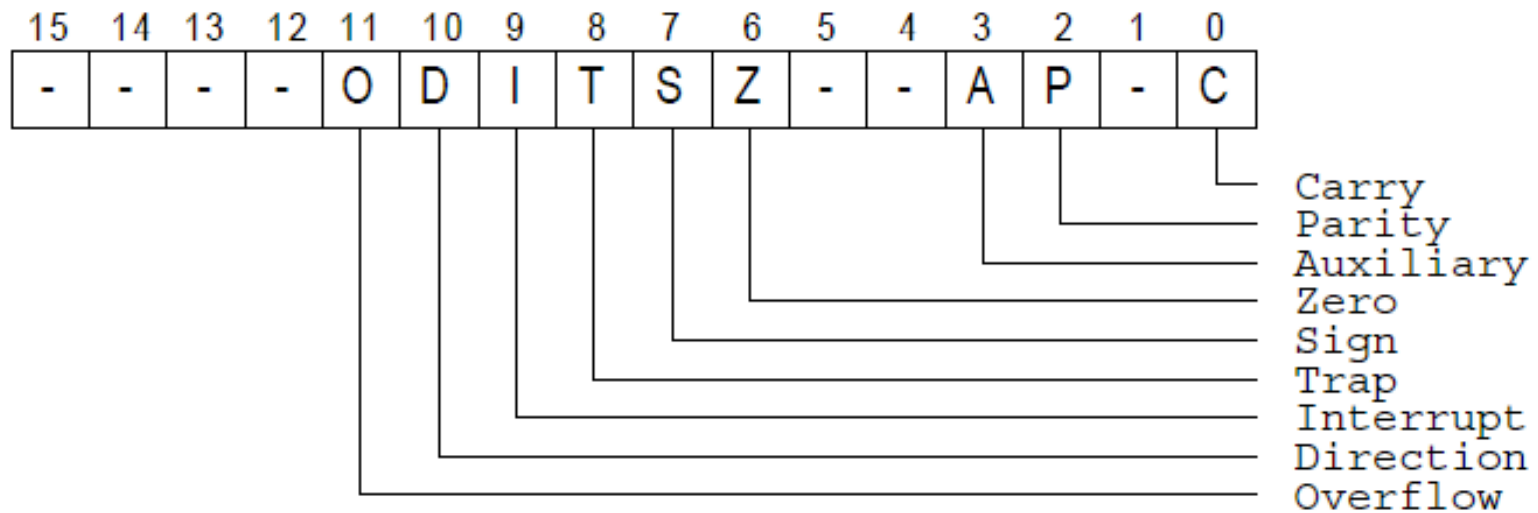 15 14 13 12 11 10 9 8 7 6 5 4 3 2 1 0
- - - - O D I T S Z - - A P - C
Carry
Parity
Auxiliary
Zero
Sign
Trap
Interrupt
Direction
Overflow